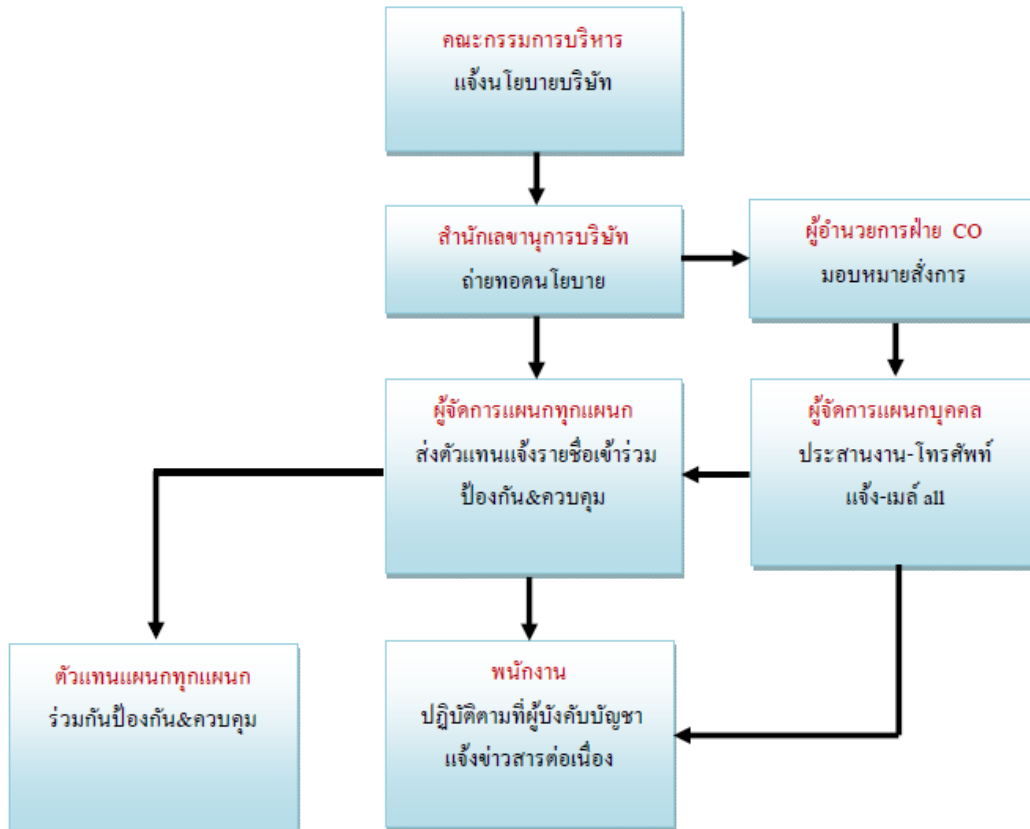 คณะกรรมการบริหาร
แจ้งนโยบายบริษัท
สำนักเลขานุการบริษัท
ถ่ายทอดนโยบาย
ผู้อำนวยการฝ่าย CO
มอบหมายสั่งการ
ผู้จัดการแผนกทุกแผนก
ส่งตัวแทนแจ้งรายชื่อเข้าร่วม
ป้องกัน&ควบคุม
ผู้จัดการแผนกบุคคล
ประสานงาน-โทรศัพท์
แจ้ง-เมล์ all
ตัวแทนแผนกทุกแผนก
ร่วมกันป้องกัน&ควบคุม
พนักงาน
ปฏิบัติตามที่ผู้บังคับบัญชา
แจ้งข่าวสารต่อเนื่อง